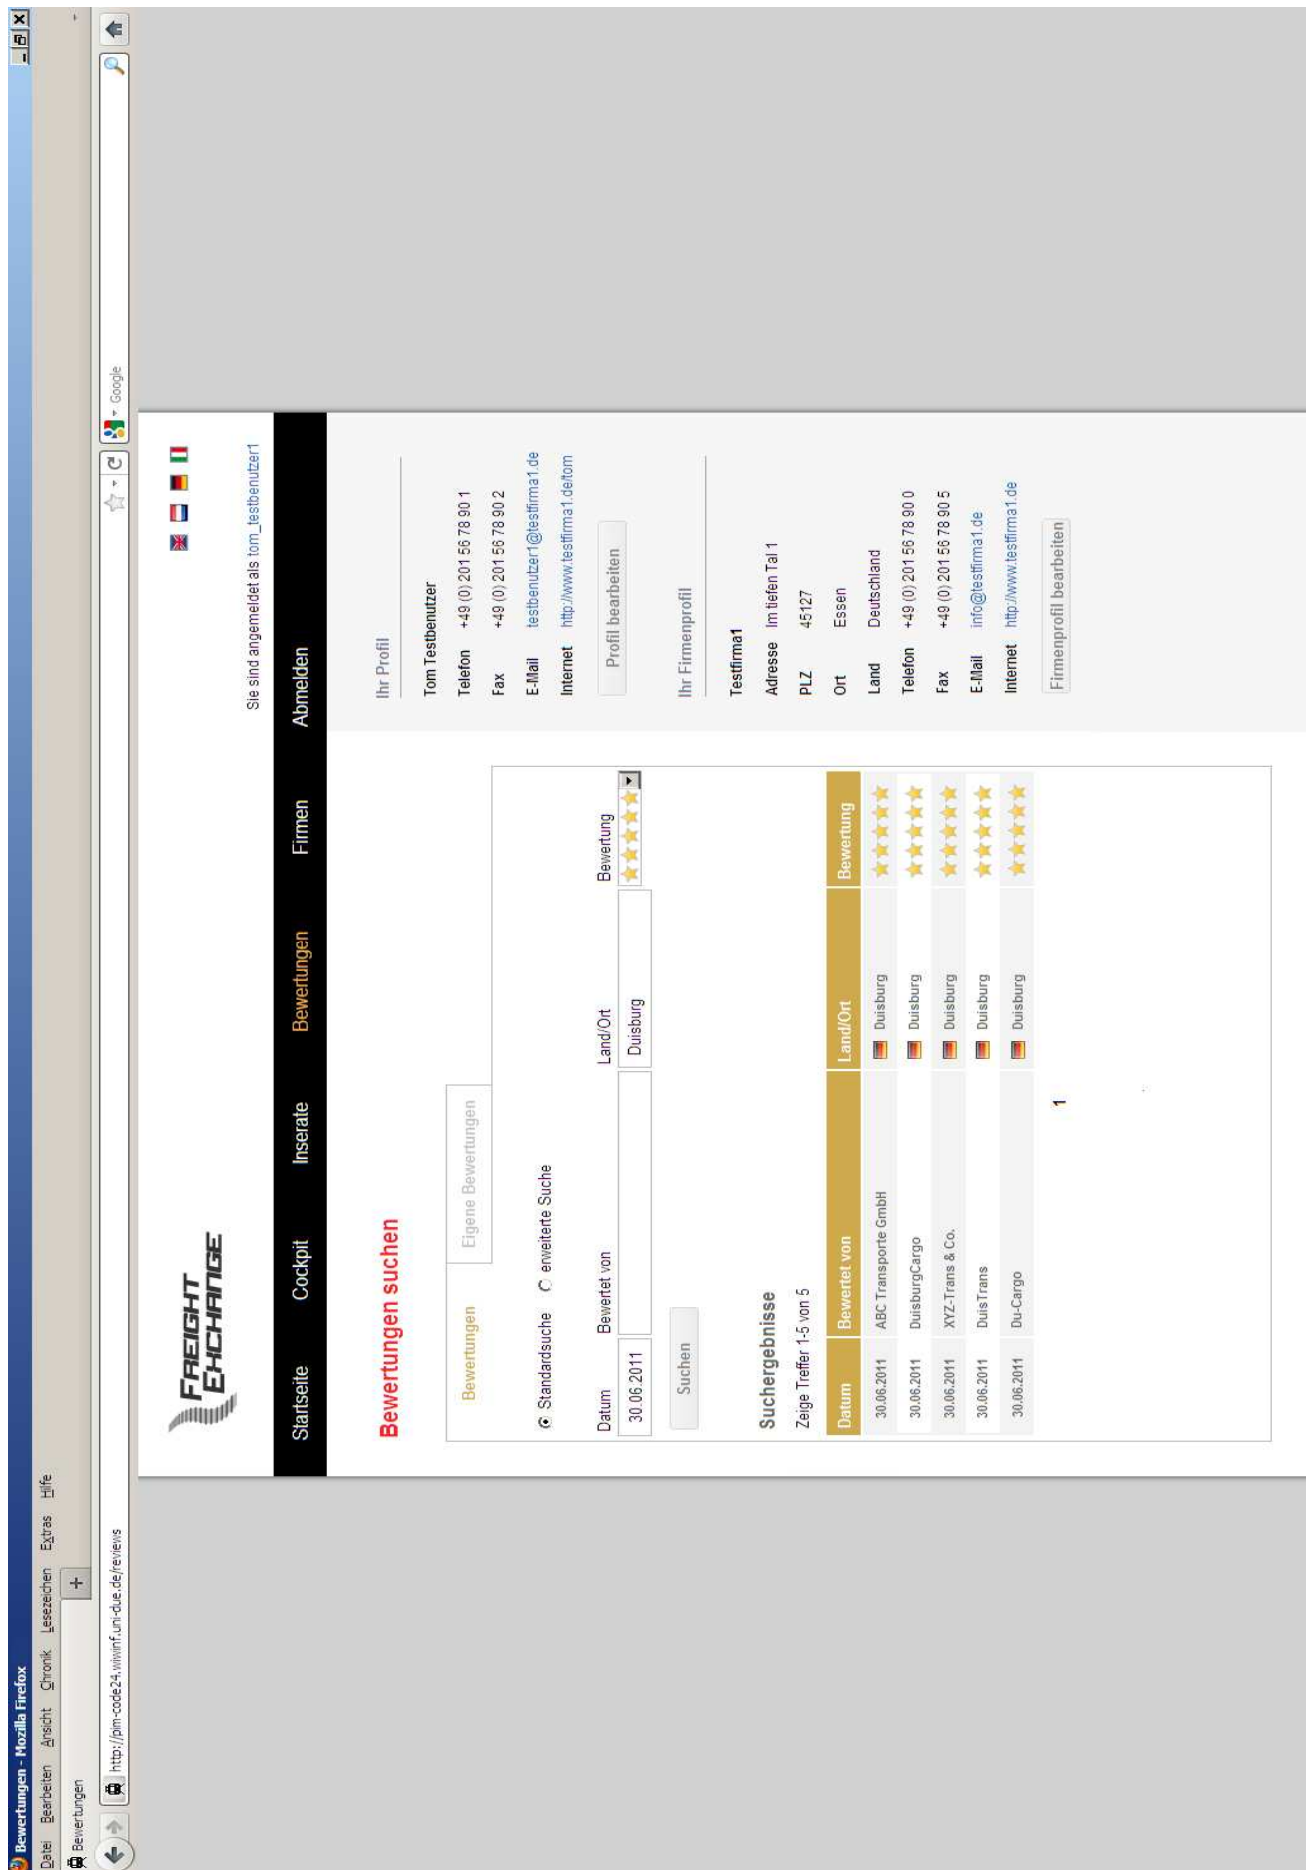 Bewertungen - Mozilla Firefox
Datei Bearbeiten Ansicht Chronik Lesezeichen Extras Hilfe
Bewertungen +
http://pim-code24.wiwinf.uni-due.de/reviews Google
FREIGHT
EXCHANGE
Sie sind angemeldet als tom_testbenutzer1
Startseite Cockpit Inserate Bewertungen Firmen Abmelden
Bewertungen suchen
Bewertungen Eigene Bewertungen
Standardsuche erweiterte Suche
Datum Bewertet von Land/Ort Bewertung
30.06.2011 Duisburg
Suchen
Suchergebnisse
Zeige Treffer 1-5 von 5
Datum Bewertet von Land/Ort Bewertung
30.06.2011 ABC Transporte GmbH Duisburg
30.06.2011 DuisburgCargo Duisburg
30.06.2011 XYZ-Trans & Co. Duisburg
30.06.2011 DuisTrans Duisburg
30.06.2011 Du-Cargo Duisburg
1
Ihr Profil
Tom Testbenutzer
Telefon +49 (0) 201 56 78 90 1
Fax +49 (0) 201 56 78 90 2
E-Mail testbenutzer1@testfirma1.de
Internet http://www.testfirma1.de/tom
Profil bearbeiten
Ihr Firmenprofil
Testfirma1
Adresse Im tiefen Tal 1
PLZ 45127
Ort Essen
Land Deutschland
Telefon +49 (0) 201 56 78 90 0
Fax +49 (0) 201 56 78 90 5
E-Mail info@testfirma1.de
Internet http://www.testfirma1.de
Firmenprofil bearbeiten